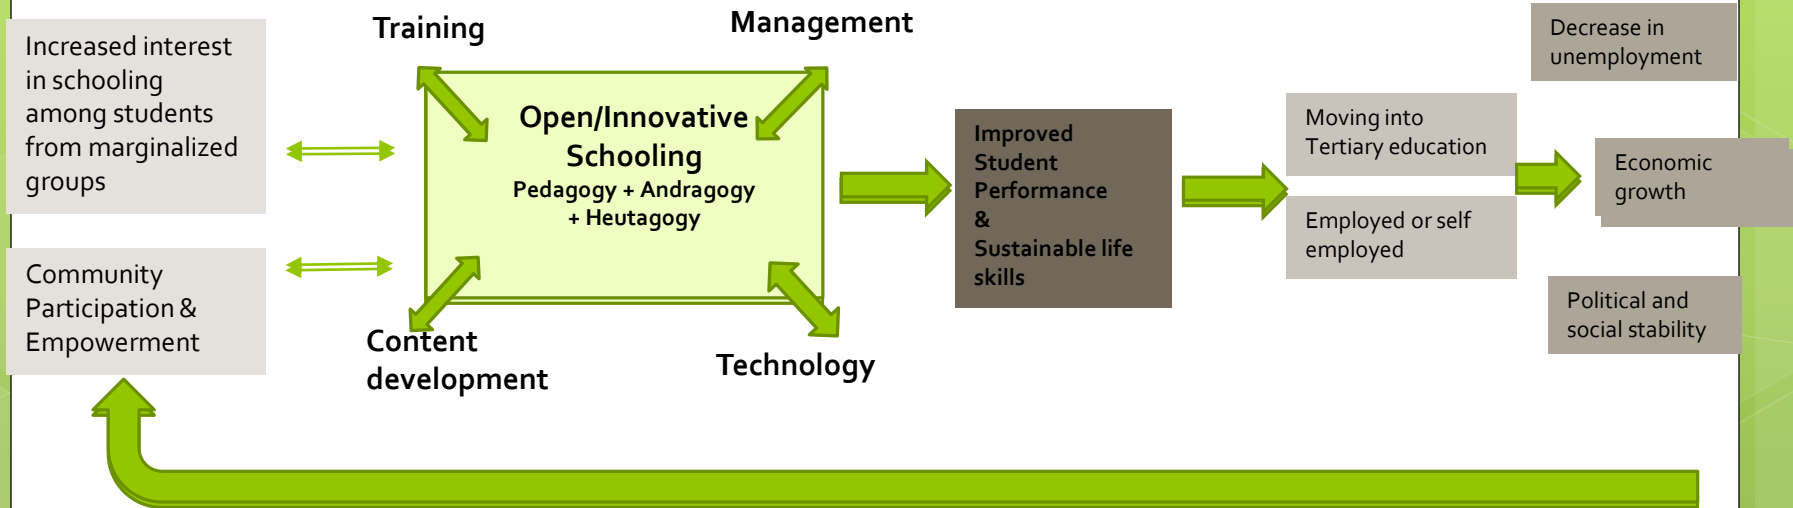 Increased interest
in schooling
among students
from marginalized
groups
Community
Participation &
Empowerment
Training
Management
Open/Innovative
Schooling
Pedagogy + Andragogy
+ Heutagogy
Content
development
Technology
Improved
Student
Performance
&
Sustainable life
skills
Moving into
Tertiary education
Employed or self
employed
Decrease in
unemployment
Economic
growth
Political and
social stability